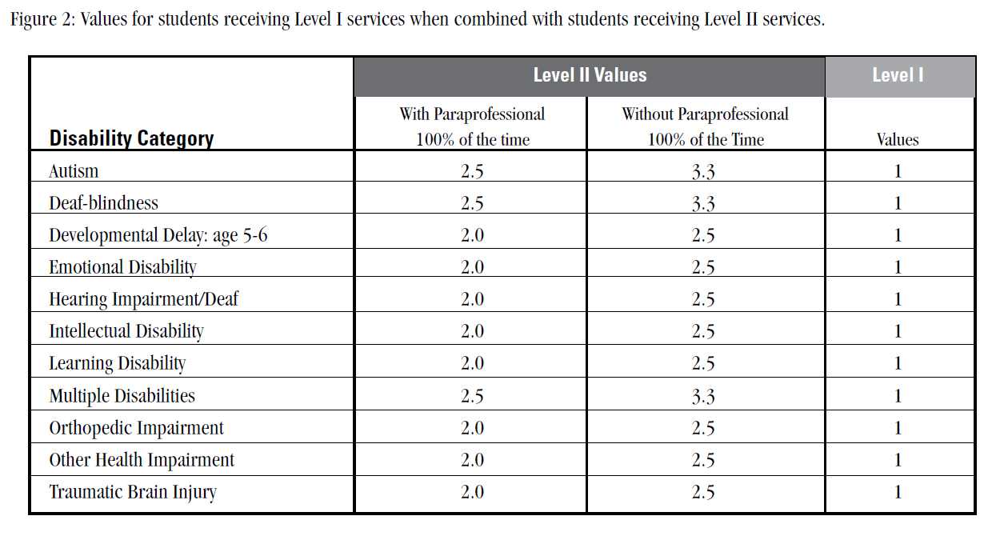 Figure 2: Values for students receiving Level I services when combined with students receiving Level II services.
Level II Values Level I
With Paraprofessional Without Paraprofessional
Disability Category 100% of the time 100% of the Time Values
Autism 2.5 3.3 1
Deaf-blindness 2.5 3.3 1
Developmental Delay: age 5-6 2.0 2.5 1
Emotional Disability 2.0 2.5 1
Hearing Impairment/Deaf 2.0 2.5 1
Intellectual Disability 2.0 2.5 1
Learning Disability 2.0 2.5 1
Multiple Disabilities 2.5 3.3 1
Orthopedic Impairment 2.0 2.5 1
Other Health Impairment 2.0 2.5 1
Traumatic Brain Injury 2.0 2.5 1